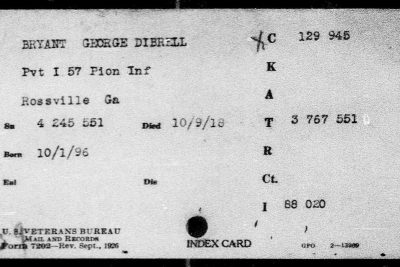 BRYANT GEORGE DIBRELL C 129 945
Pvt I 57 Pion Inf K
Rossville Ga A
Sn 4 245 551 Died 10/9/18 T 3 767 551
Born 10/1/96 R
Enl Dis Ct.
I 88 020
U. S. VETERANS BUREAU
MAIL AND RECORDS
Form 7202—Rev. Sept., 1926 INDEX CARD GPO 2—13969